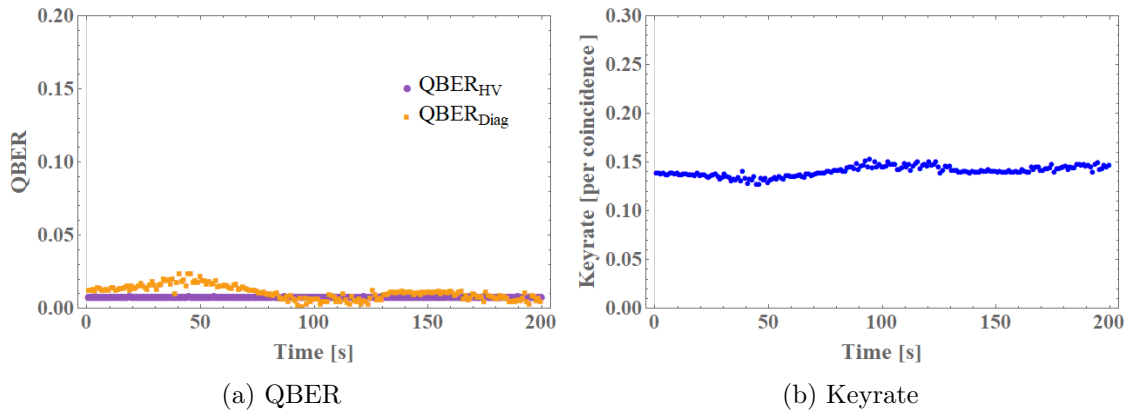 0.20
0.15
0.10
0.05
0.00
QBER
QBER_HV
QBER_Diag
0 50 100 150 200
Time [s]
(a) QBER
0.30
0.25
0.20
0.15
0.10
0.05
0.00
Keyrate [per coincidence]
0 50 100 150 200
Time [s]
(b) Keyrate